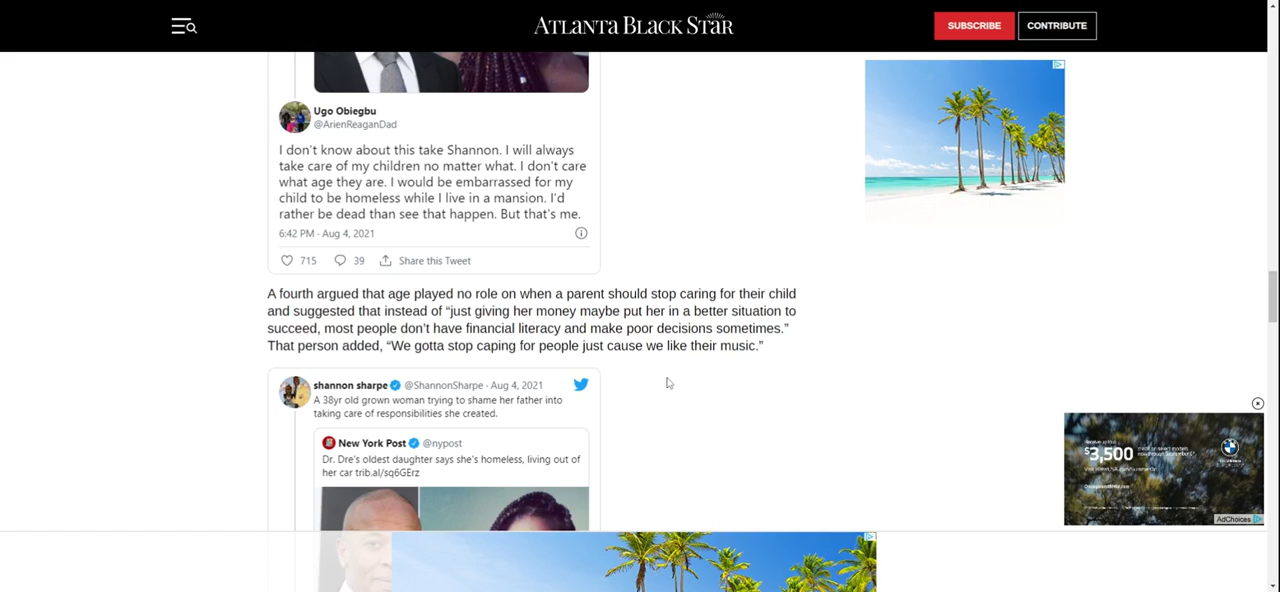 ATLANTA BLACK STAR
SUBSCRIBE
CONTRIBUTE
Ugo Obiegbu
@ArienReaganDad
I don't know about this take Shannon. I will always
take care of my children no matter what. I don't care
what age they are. I would be embarrassed for my
child to be homeless while I live in a mansion. I'd
rather be dead than see that happen. But that's me.
6:42 PM · Aug 4, 2021
715 39 Share this Tweet
A fourth argued that age played no role on when a parent should stop caring for their child
and suggested that instead of “just giving her money maybe put her in a better situation to
succeed, most people don’t have financial literacy and make poor decisions sometimes.”
That person added, “We gotta stop caping for people just cause we like their music.”
shannon sharpe @ShannonSharpe · Aug 4, 2021
A 38yr old grown woman trying to shame her father into
taking care of responsibilities she created.
New York Post @nypost
Dr. Dre's oldest daughter says she's homeless, living out of
her car trib.al/sq6GErz
$3,500
AdChoices